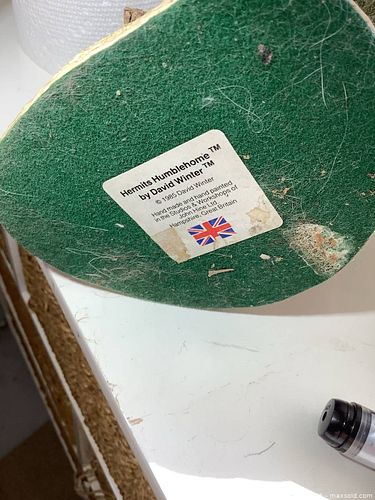 Hermits Humblehome™
by David Winter™
© 1985 David Winter
Hand made and hand painted
in the Studios & Workshops of
John Hine Ltd.
Hampshire, Great Britain
maxsold.com